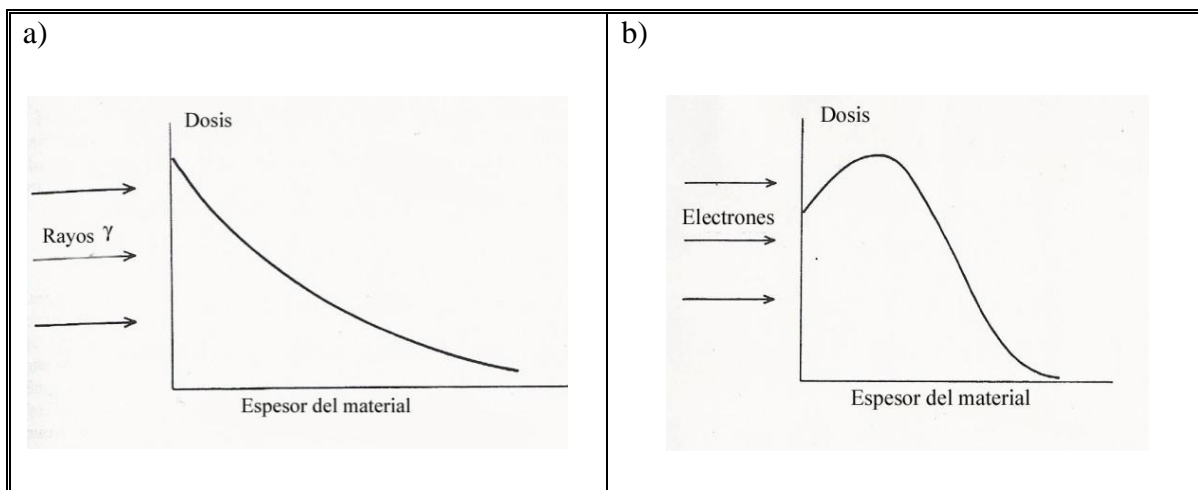 a)
Dosis
Rayos γ
Espesor del material
b)
Dosis
Electrones
Espesor del material